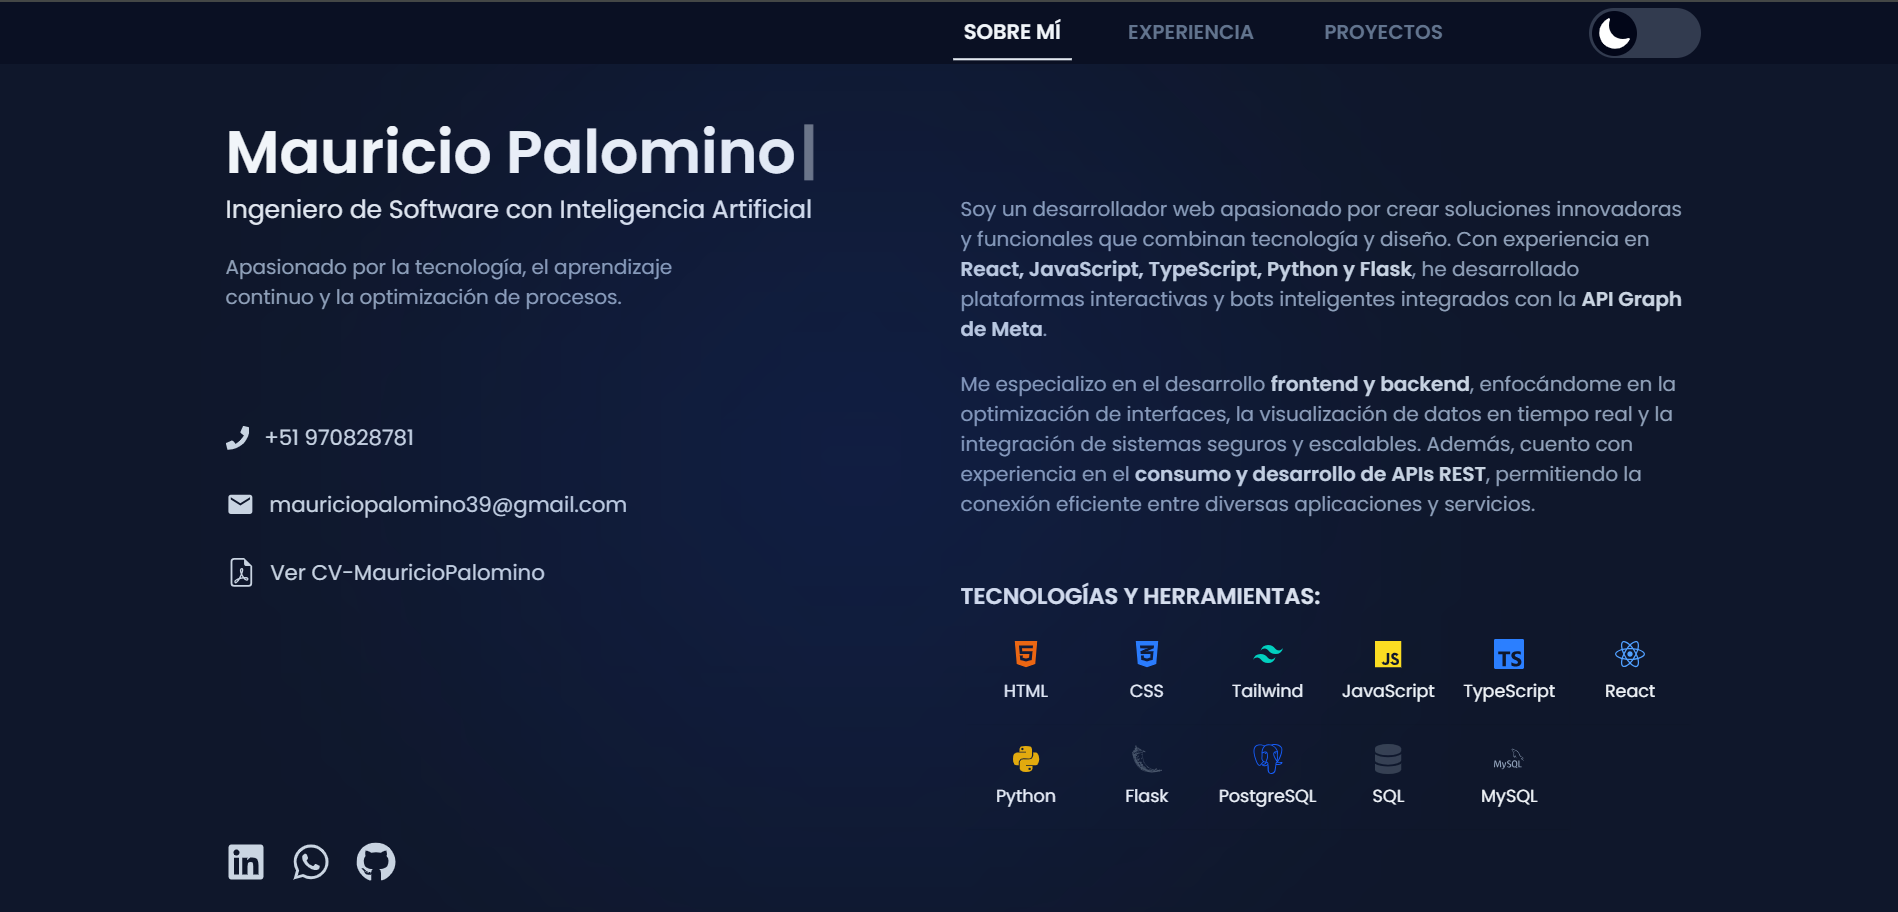 SOBRE MÍ EXPERIENCIA PROYECTOS
Mauricio Palomino
Ingeniero de Software con Inteligencia Artificial
Apasionado por la tecnología, el aprendizaje
continuo y la optimización de procesos.
+51 970828781
mauriciopalomino39@gmail.com
Ver CV-MauricioPalomino
Soy un desarrollador web apasionado por crear soluciones innovadoras
y funcionales que combinan tecnología y diseño. Con experiencia en
React, JavaScript, TypeScript, Python y Flask, he desarrollado
plataformas interactivas y bots inteligentes integrados con la API Graph
de Meta.
Me especializo en el desarrollo frontend y backend, enfocándome en la
optimización de interfaces, la visualización de datos en tiempo real y la
integración de sistemas seguros y escalables. Además, cuento con
experiencia en el consumo y desarrollo de APIs REST, permitiendo la
conexión eficiente entre diversas aplicaciones y servicios.
TECNOLOGÍAS Y HERRAMIENTAS:
5 3 JS TS
HTML CSS Tailwind JavaScript TypeScript React
MySQL
Python Flask PostgreSQL SQL MySQL
in